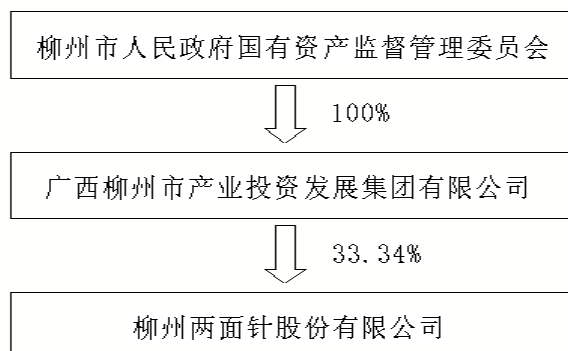 柳州市人民政府国有资产监督管理委员会
100%
广西柳州市产业投资发展集团有限公司
33.34%
柳州两面针股份有限公司